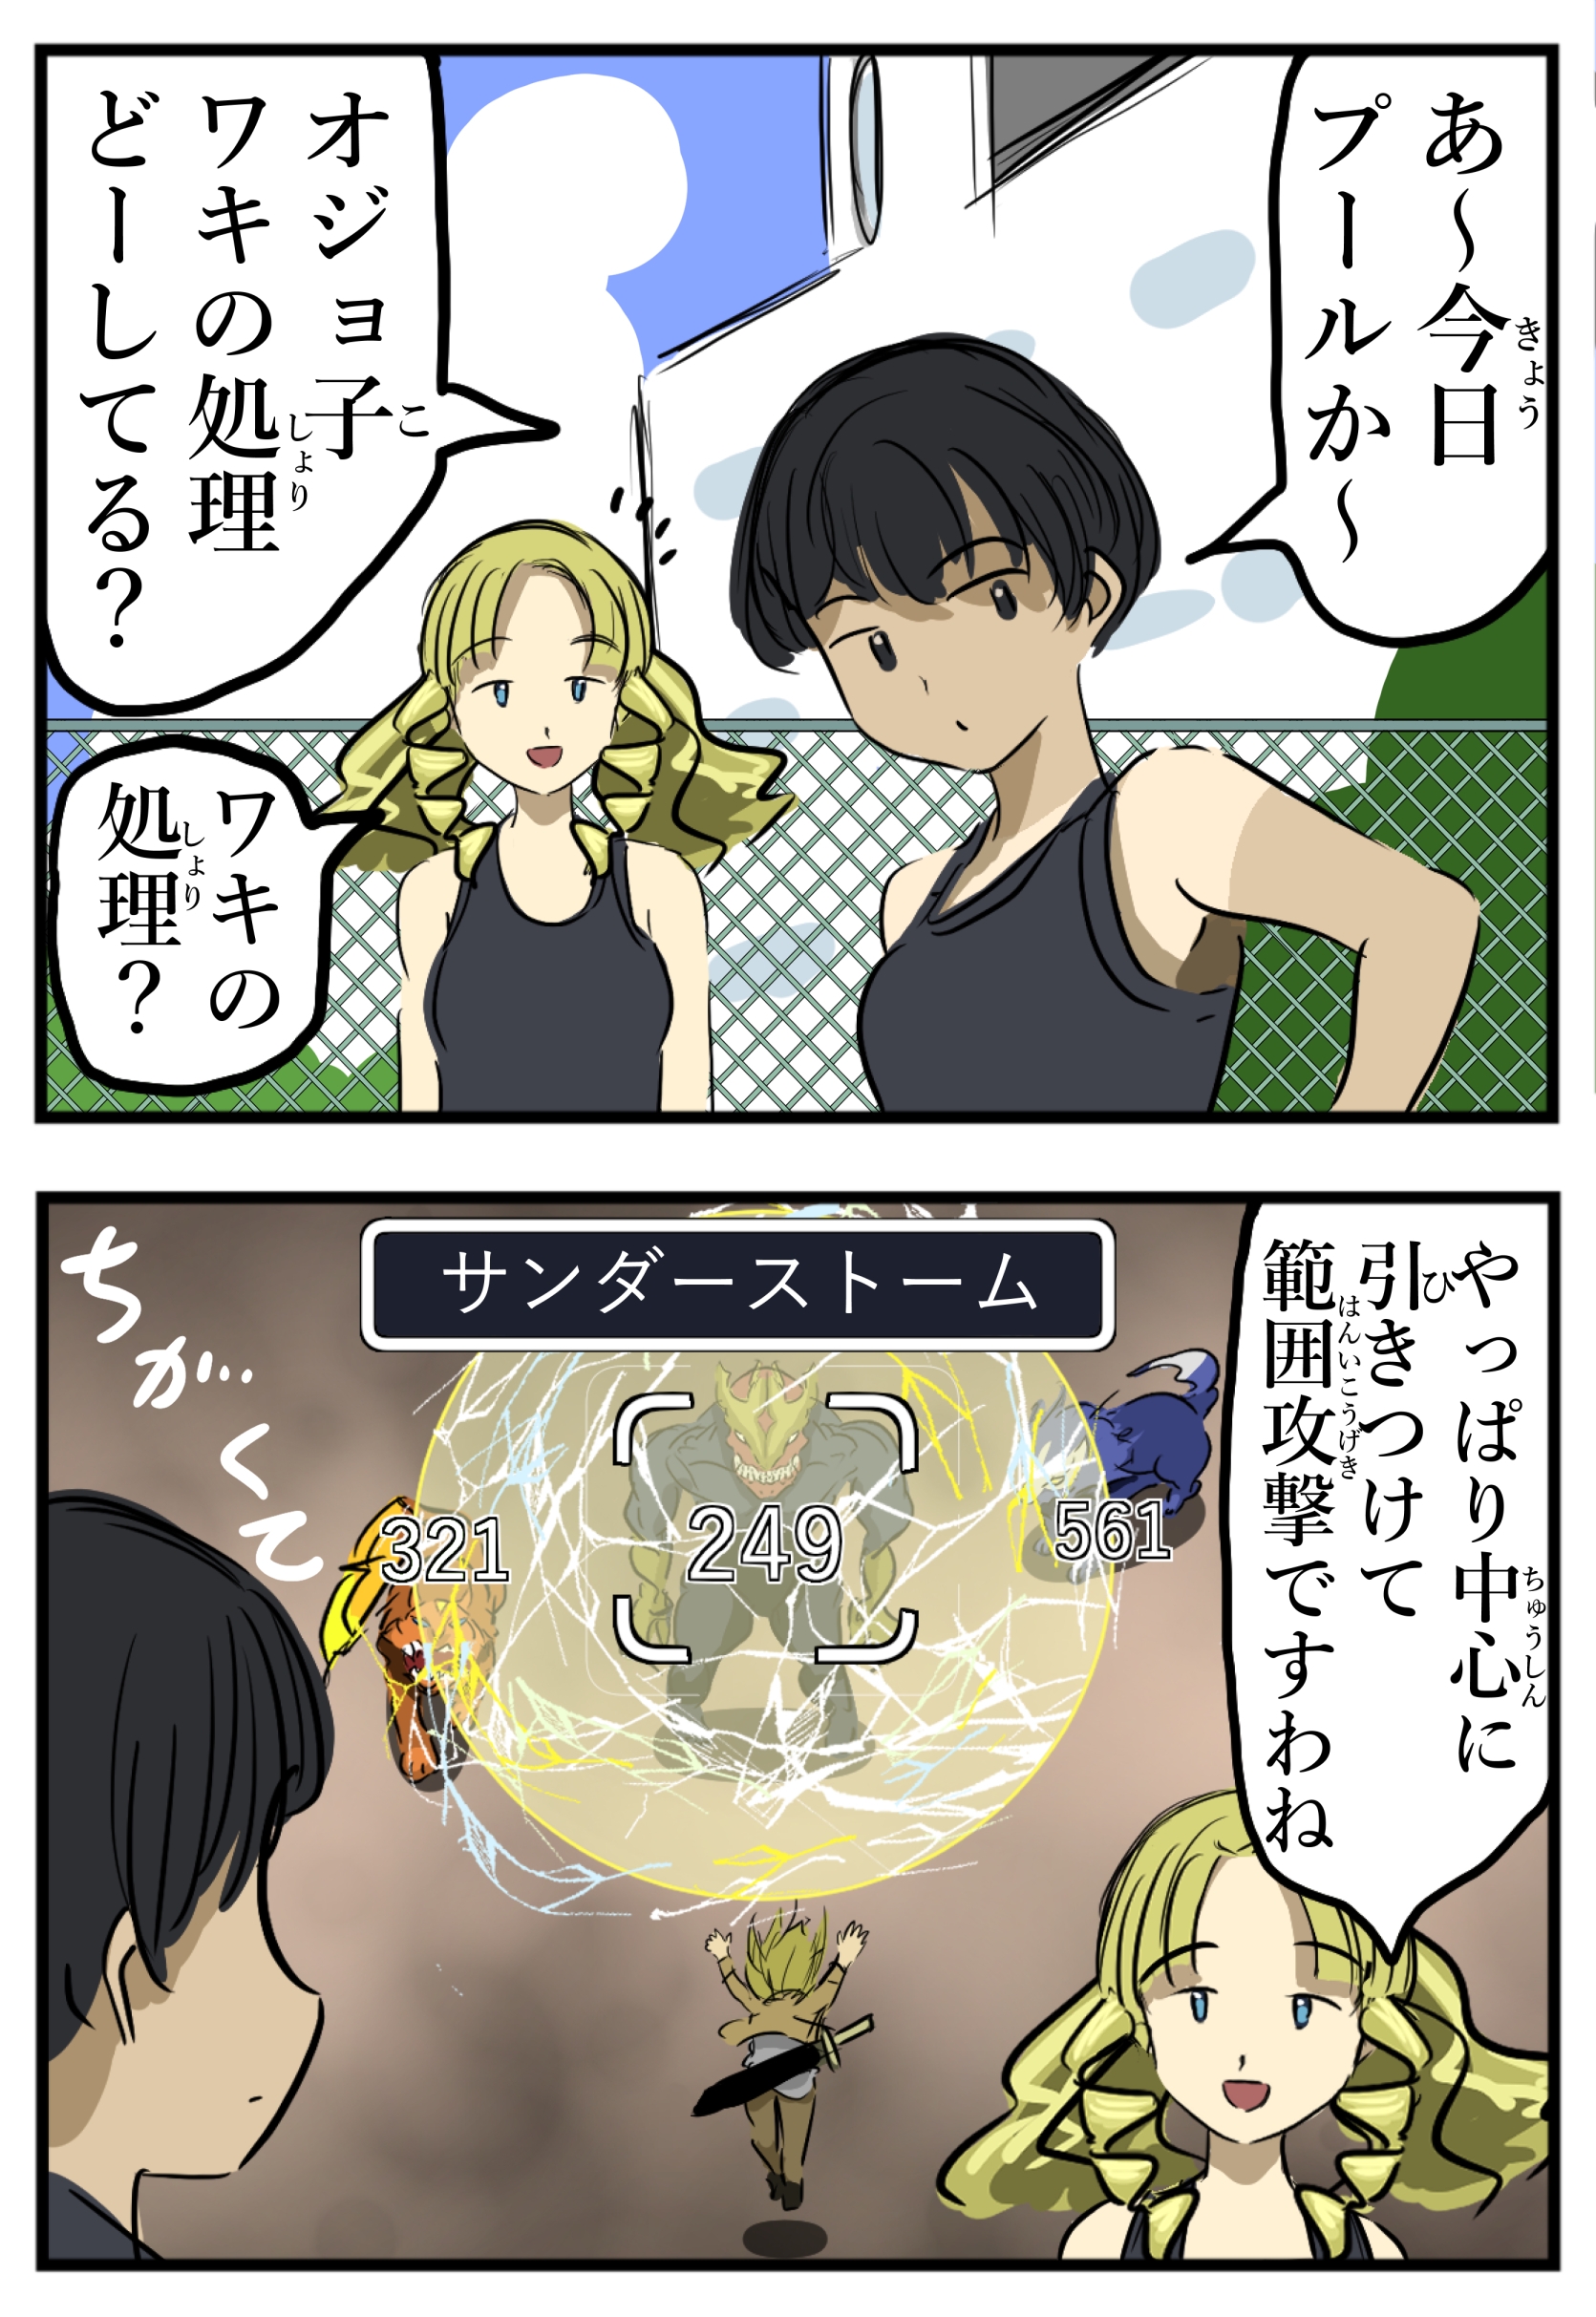 あ～今日
プールか～
オジョ子
ワキの処理
どーしてる？
ワキの
処理？
やっぱり中心に
引きつけて
範囲攻撃ですわね
サンダーストーム
321
249
561
ちが…
くて